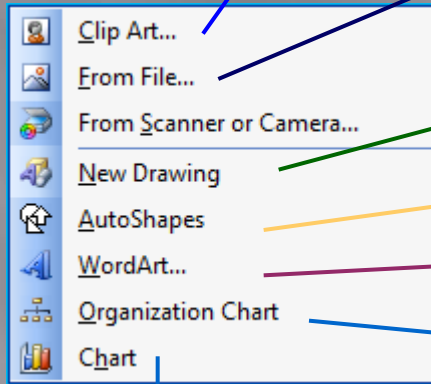 Clip Art...
From File...
From Scanner or Camera...
New Drawing
AutoShapes
WordArt...
Organization Chart
Chart